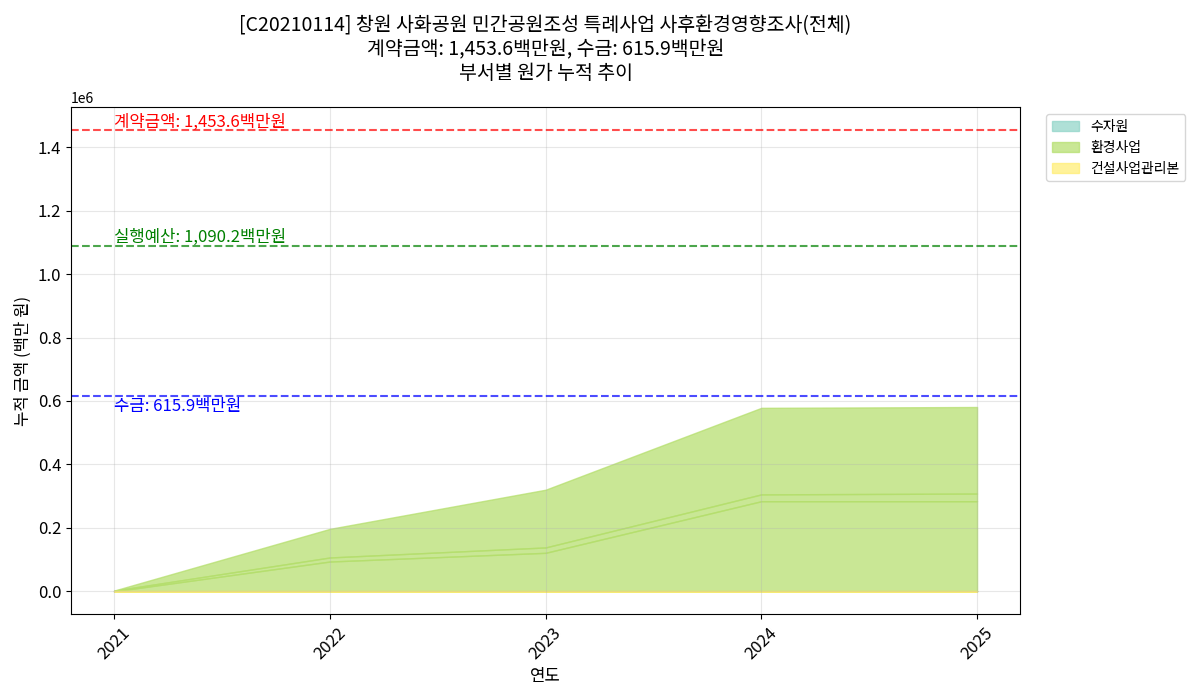 [C20210114] 창원 사화공원 민간공원조성 특례사업 사후환경영향조사(전체)
계약금액: 1,453.6백만원, 수금: 615.9백만원
부서별 원가 누적 추이
1e6
계약금액: 1,453.6백만원
수자원
환경사업
건설사업관리본
1.4
실행예산: 1,090.2백만원
1.2
1.0
0.8
0.6
수금: 615.9백만원
0.4
0.2
0.0
누적 금액 (백만 원)
2021
2022
2023
2024
2025
연도